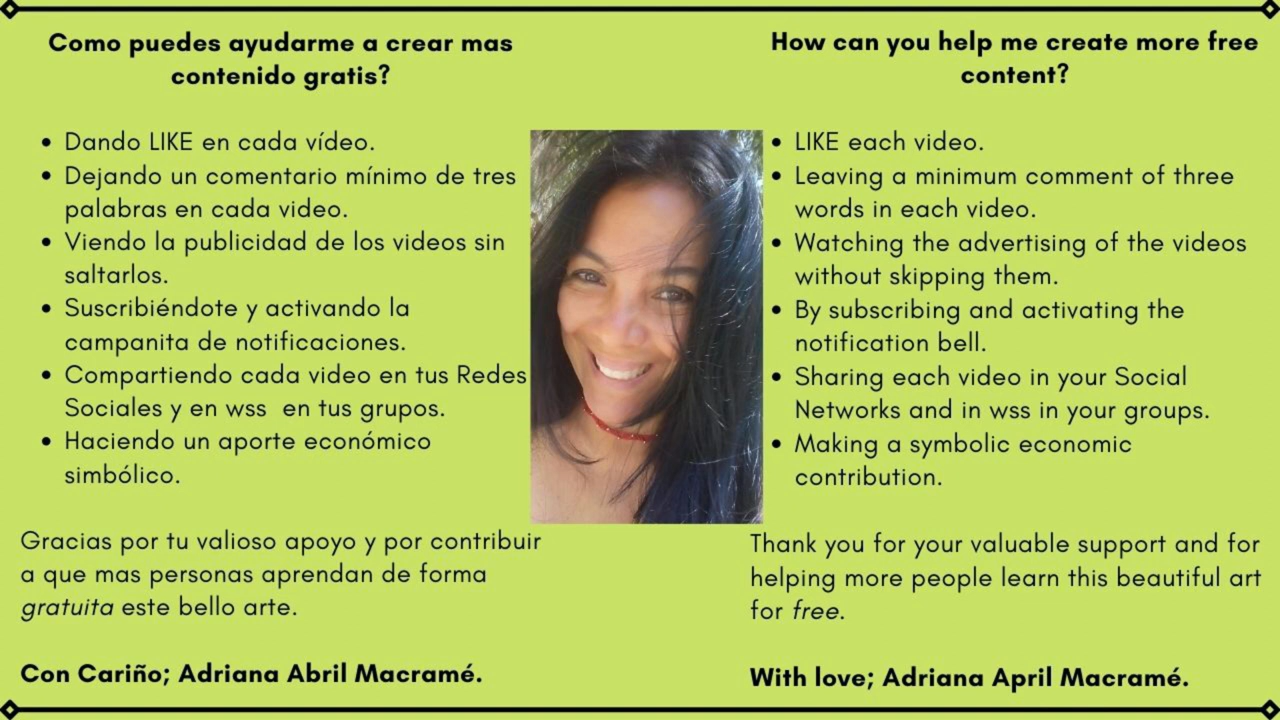 Como puedes ayudarme a crear mas
contenido gratis?
• Dando LIKE en cada vídeo.
• Dejando un comentario mínimo de tres
palabras en cada video.
• Viendo la publicidad de los videos sin
saltarlos.
• Suscribiéndote y activando la
campanita de notificaciones.
• Compartiendo cada video en tus Redes
Sociales y en wss en tus grupos.
• Haciendo un aporte económico
simbólico.
Gracias por tu valioso apoyo y por contribuir
a que mas personas aprendan de forma
gratuita este bello arte.
Con Cariño; Adriana Abril Macramé.
How can you help me create more free
content?
• LIKE each video.
• Leaving a minimum comment of three
words in each video.
• Watching the advertising of the videos
without skipping them.
• By subscribing and activating the
notification bell.
• Sharing each video in your Social
Networks and in wss in your groups.
• Making a symbolic economic
contribution.
Thank you for your valuable support and for
helping more people learn this beautiful art
for free.
With love; Adriana April Macramé.